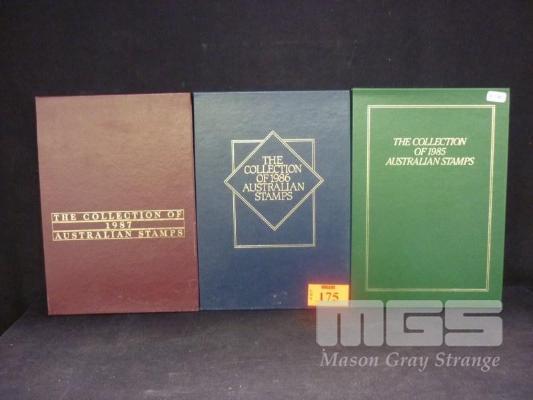 THE COLLECTION OF
1987
AUSTRALIAN STAMPS
THE
COLLECTION
OF 1986
AUSTRALIAN
STAMPS
175
THE COLLECTION
OF 1985
AUSTRALIAN STAMPS
MGS
Mason Gray Strange